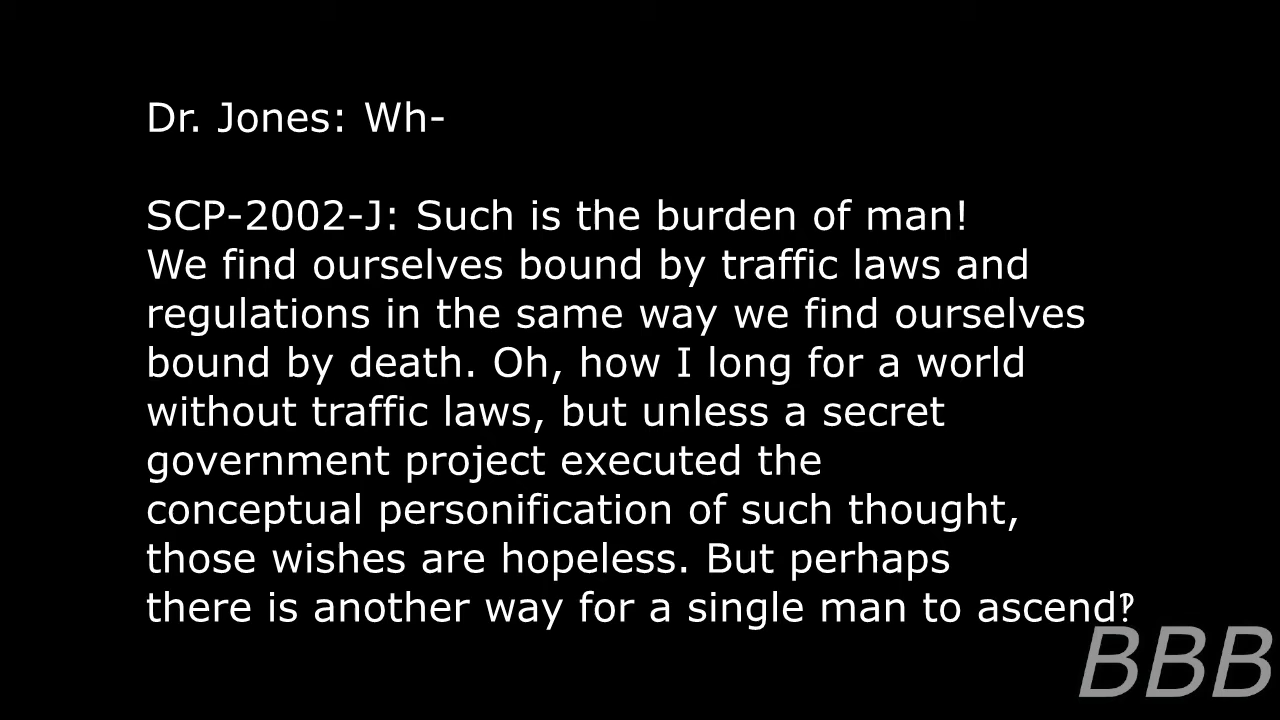 Dr. Jones: Wh-
SCP-2002-J: Such is the burden of man!
We find ourselves bound by traffic laws and
regulations in the same way we find ourselves
bound by death. Oh, how I long for a world
without traffic laws, but unless a secret
government project executed the
conceptual personification of such thought,
those wishes are hopeless. But perhaps
there is another way for a single man to ascend‽
BBB